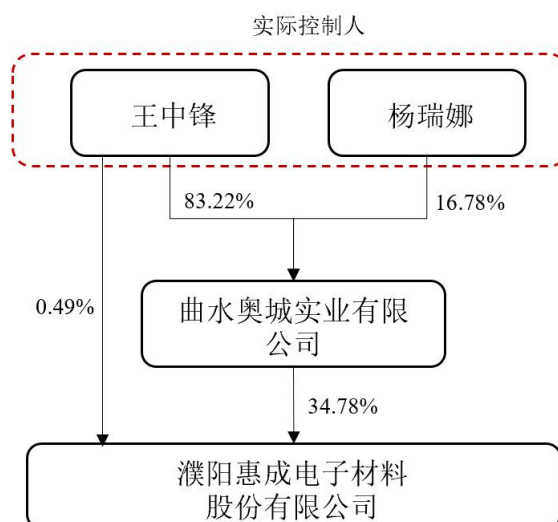 实际控制人
王中锋
杨瑞娜
83.22%
16.78%
0.49%
曲水奥城实业有限
公司
34.78%
濮阳惠成电子材料
股份有限公司